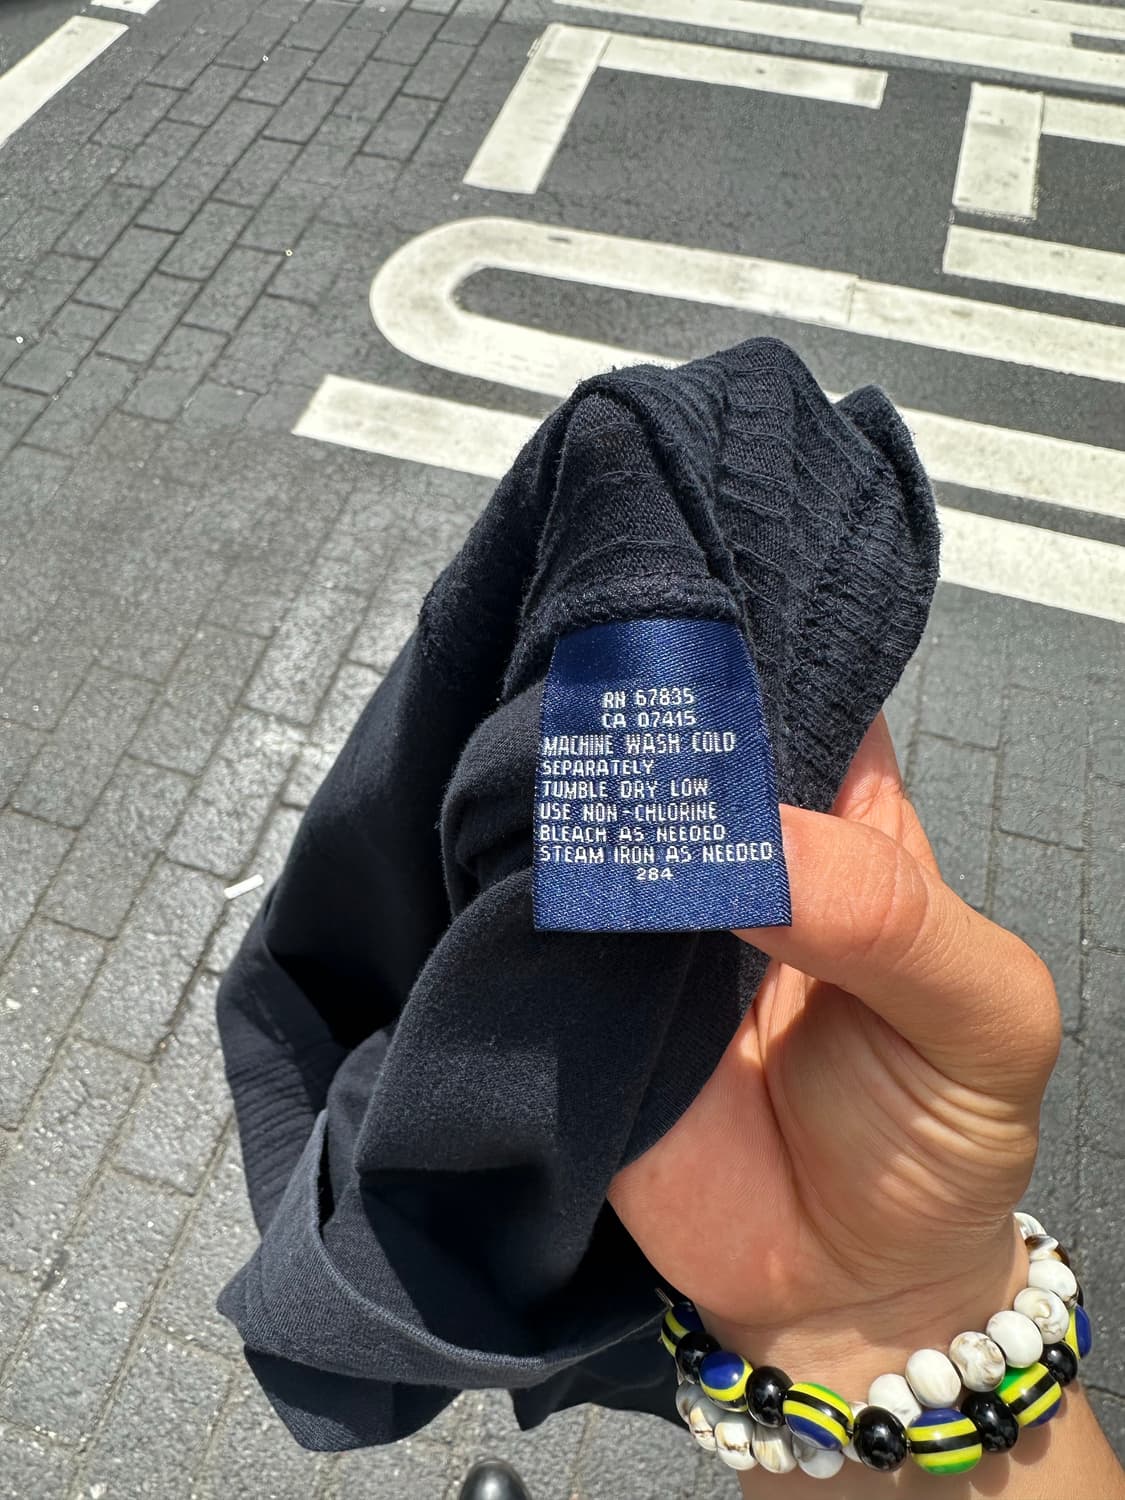 RN 67835
CA 07415
MACHINE WASH COLD
SEPARATELY
TUMBLE DRY LOW
USE NON-CHLORINE
BLEACH AS NEEDED
STEAM IRON AS NEEDED
284